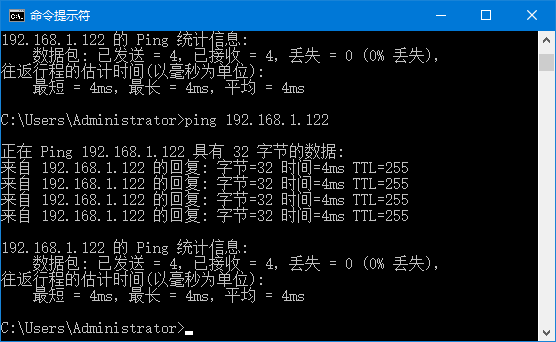 命令提示符
192.168.1.122 的 Ping 统计信息:
数据包: 已发送 = 4，已接收 = 4，丢失 = 0 (0% 丢失)，
往返行程的估计时间(以毫秒为单位):
最短 = 4ms，最长 = 4ms，平均 = 4ms
C:\Users\Administrator>ping 192.168.1.122
正在 Ping 192.168.1.122 具有 32 字节的数据:
来自 192.168.1.122 的回复: 字节=32 时间=4ms TTL=255
来自 192.168.1.122 的回复: 字节=32 时间=4ms TTL=255
来自 192.168.1.122 的回复: 字节=32 时间=4ms TTL=255
来自 192.168.1.122 的回复: 字节=32 时间=4ms TTL=255
192.168.1.122 的 Ping 统计信息:
数据包: 已发送 = 4，已接收 = 4，丢失 = 0 (0% 丢失)，
往返行程的估计时间(以毫秒为单位):
最短 = 4ms，最长 = 4ms，平均 = 4ms
C:\Users\Administrator>